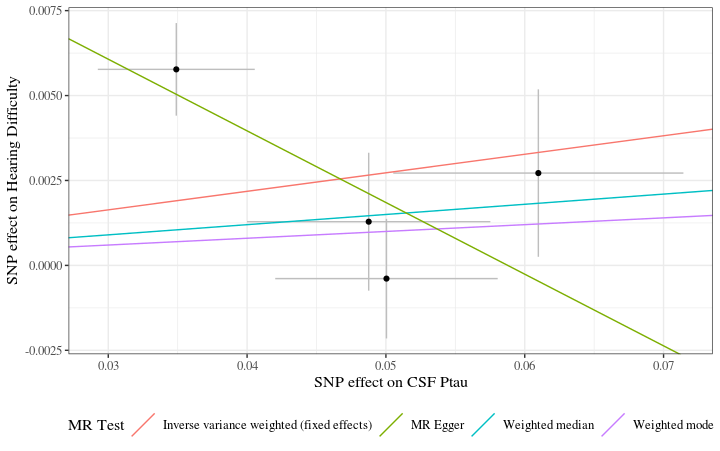 SNP effect on Hearing Difficulty
0.0075
0.0050
0.0025
0.0000
-0.0025
0.03 0.04 0.05 0.06 0.07
SNP effect on CSF Ptau
MR Test Inverse variance weighted (fixed effects) MR Egger Weighted median Weighted mode